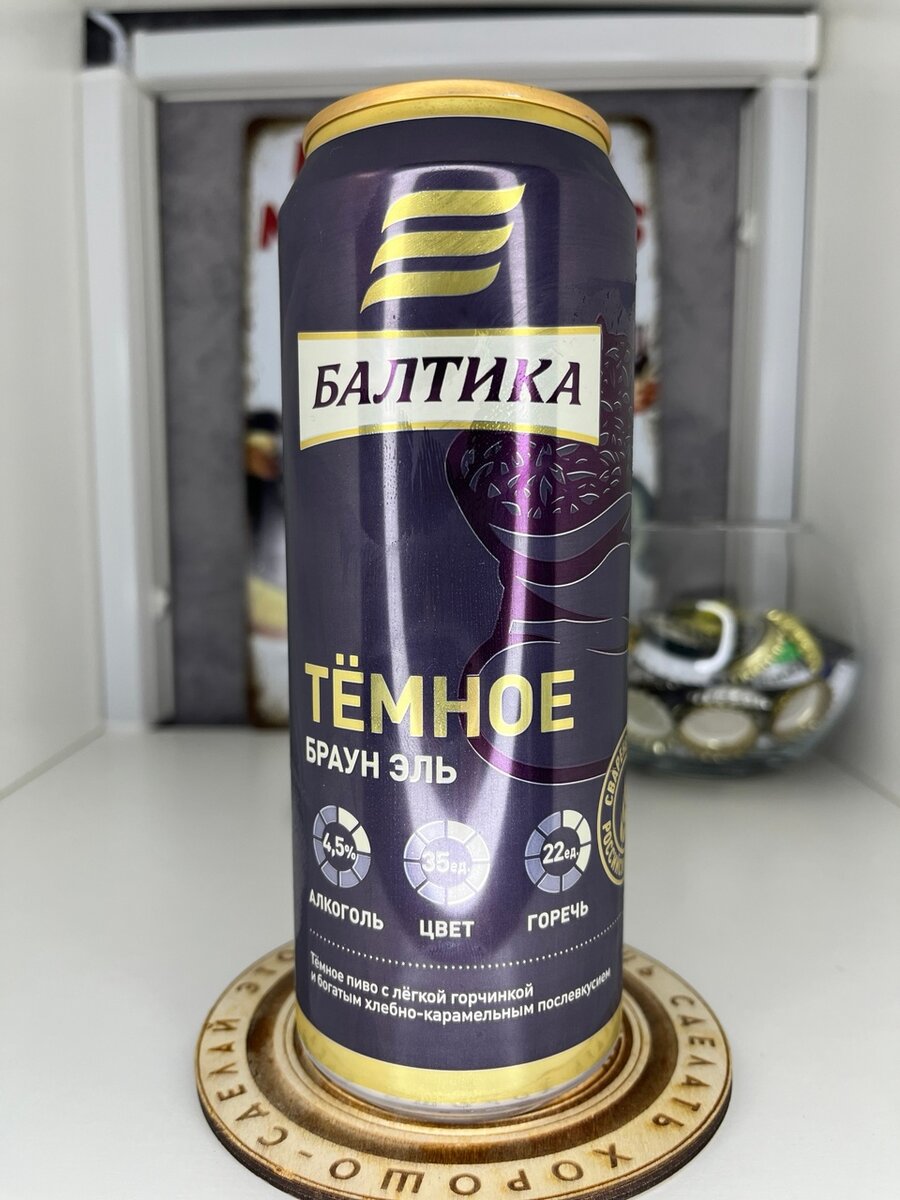 БАЛТИКА
ТЁМНОЕ
БРАУН ЭЛЬ
4,5% 35ед. 22ед.
АЛКОГОЛЬ ЦВЕТ ГОРЕЧЬ
Тёмное пиво с лёгкой горчинкой
и богатым хлебно-карамельным послевкусием
СДЕЛАТЬ ХОРОШО - СДЕЛАЙ